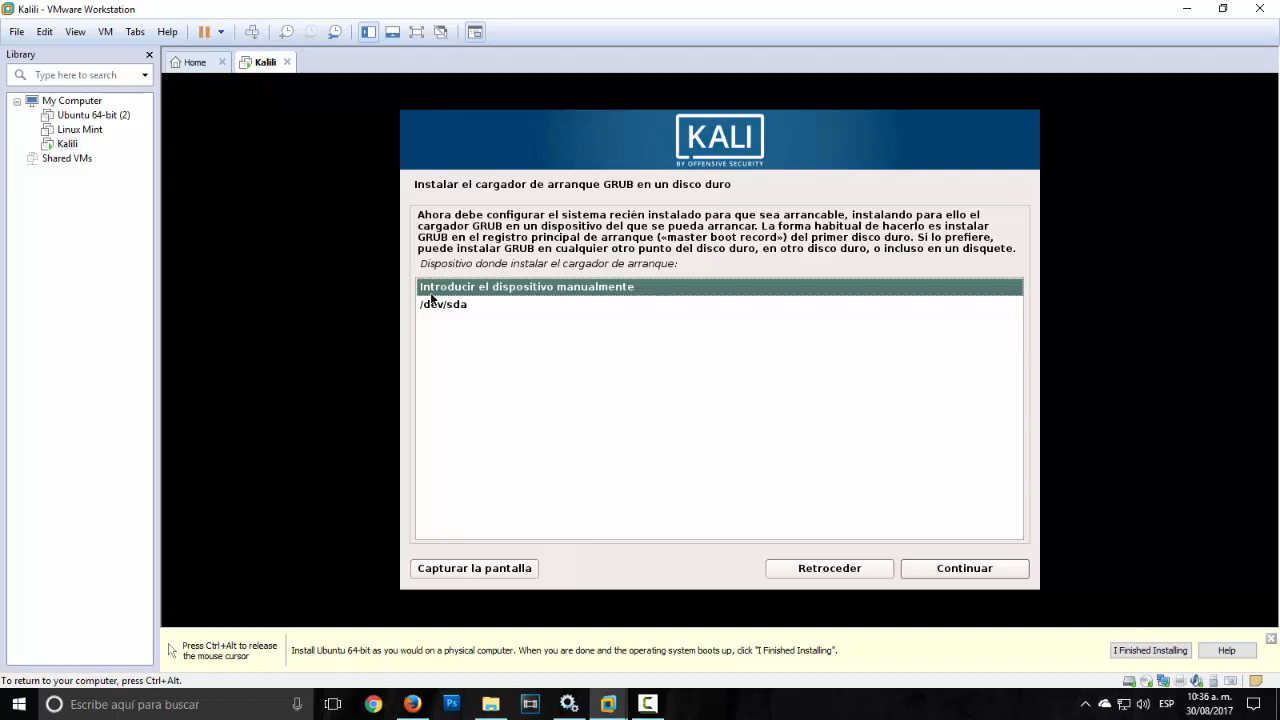 Kalili - VMware Workstation
File Edit View VM Tabs Help
Library
Type here to search
My Computer
Ubuntu 64-bit (2)
Linux Mint
Kalili
Shared VMs
Home
Kalili
KALI
BY OFFENSIVE SECURITY
Instalar el cargador de arranque GRUB en un disco duro
Ahora debe configurar el sistema recién instalado para que sea arrancable, instalando para ello el
cargador GRUB en un dispositivo del que se pueda arrancar. La forma habitual de hacerlo es instalar
GRUB en el registro principal de arranque («master boot record») del primer disco duro. Si lo prefiere,
puede instalar GRUB en cualquier otro punto del disco duro, en otro disco duro, o incluso en un disquete.
Dispositivo donde instalar el cargador de arranque:
Introducir el dispositivo manualmente
/dev/sda
Capturar la pantalla
Retroceder
Continuar
Press Ctrl+Alt to release
the mouse cursor
Install Ubuntu 64-bit as you would on a physical computer. When you are done and the operating system boots up, click "I Finished Installing".
I Finished Installing
Help
To return to your computer, press Ctrl+Alt.
Escribe aquí para buscar
Ps
ESP
10:36 a. m.
30/08/2017